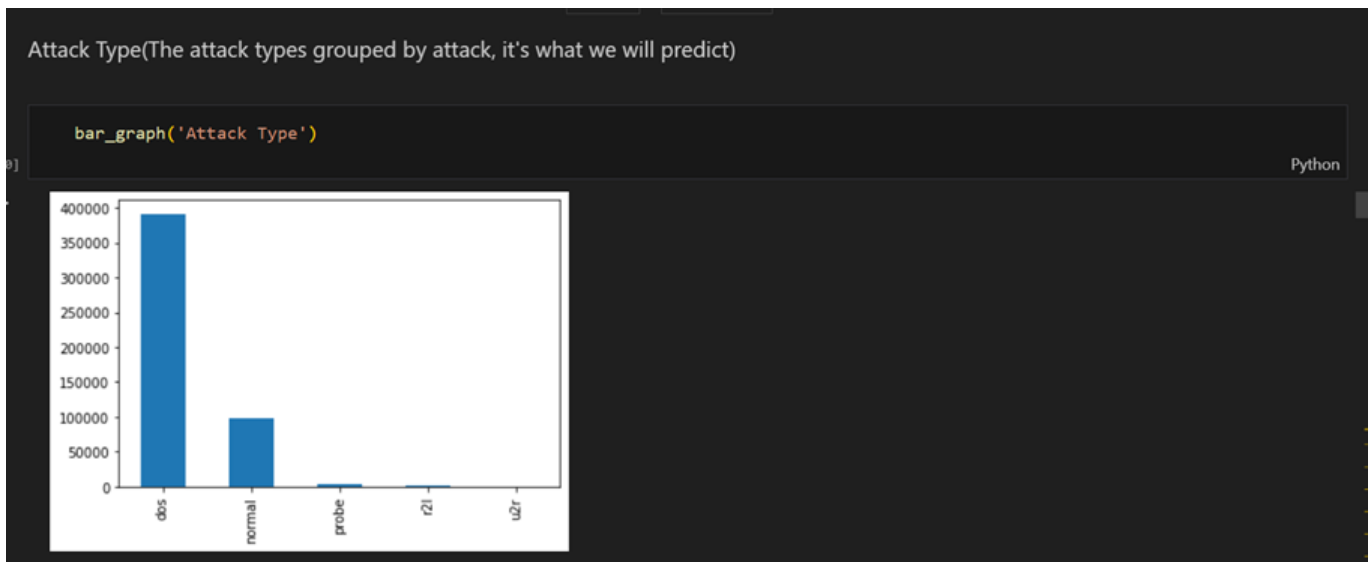 Attack Type(The attack types grouped by attack, it's what we will predict)
bar_graph('Attack Type')
0]
Python
400000
350000
300000
250000
200000
150000
100000
50000
0
dos
normal
probe
r2l
u2r